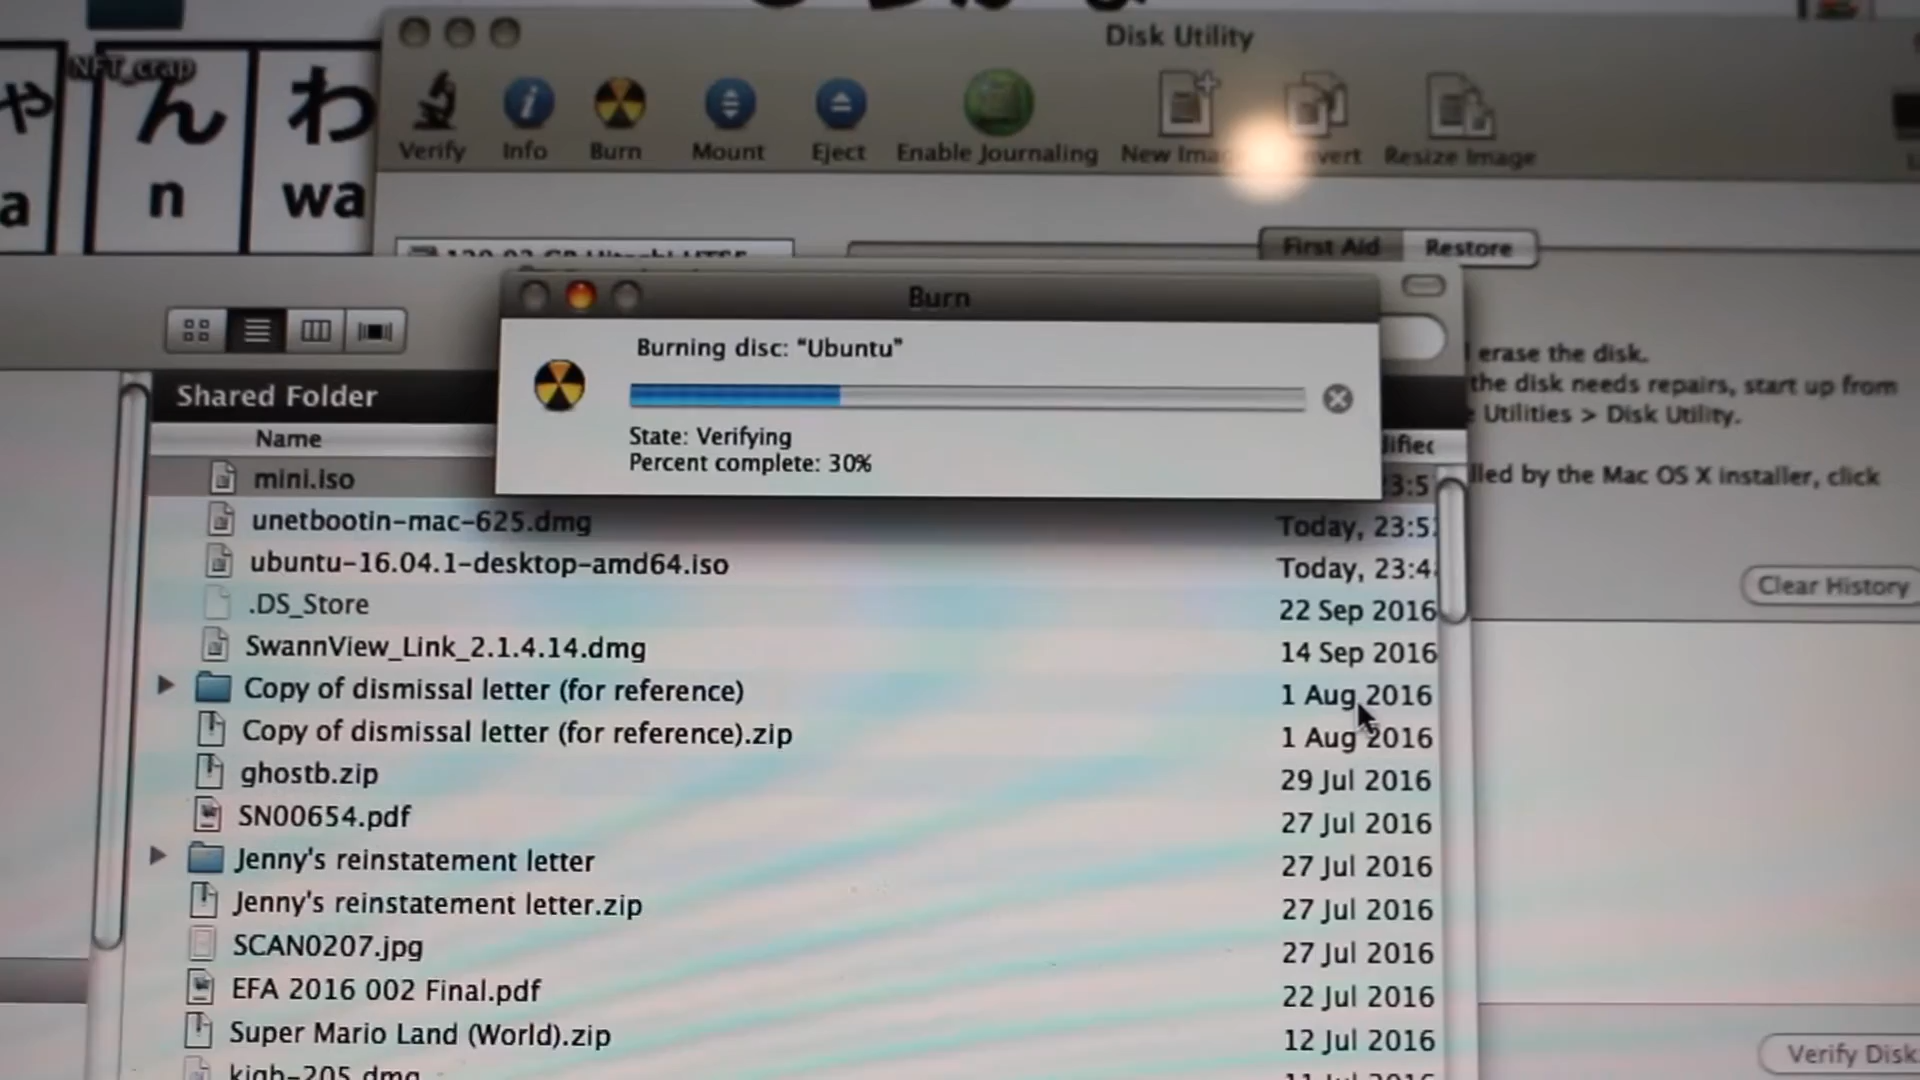 Disk Utility
NFT_crap
や
ん
わ
a
n
wa
Verify
Info
Burn
Mount
Eject
Enable Journaling
New Ima
vert
Resize Image
First Aid
Restore
Burn
Burning disc: "Ubuntu"
State: Verifying
Percent complete: 30%
erase the disk.
the disk needs repairs, start up from
Utilities > Disk Utility.
lled by the Mac OS X installer, click
Clear History
Verify Disk
Shared Folder
Name
mini.iso
unetbootin-mac-625.dmg Today, 23:5
ubuntu-16.04.1-desktop-amd64.iso Today, 23:4
.DS_Store 22 Sep 2016
SwannView_Link_2.1.4.14.dmg 14 Sep 2016
Copy of dismissal letter (for reference) 1 Aug 2016
Copy of dismissal letter (for reference).zip 1 Aug 2016
ghostb.zip 29 Jul 2016
SN00654.pdf 27 Jul 2016
Jenny's reinstatement letter 27 Jul 2016
Jenny's reinstatement letter.zip 27 Jul 2016
SCAN0207.jpg 27 Jul 2016
EFA 2016 002 Final.pdf 22 Jul 2016
Super Mario Land (World).zip 12 Jul 2016